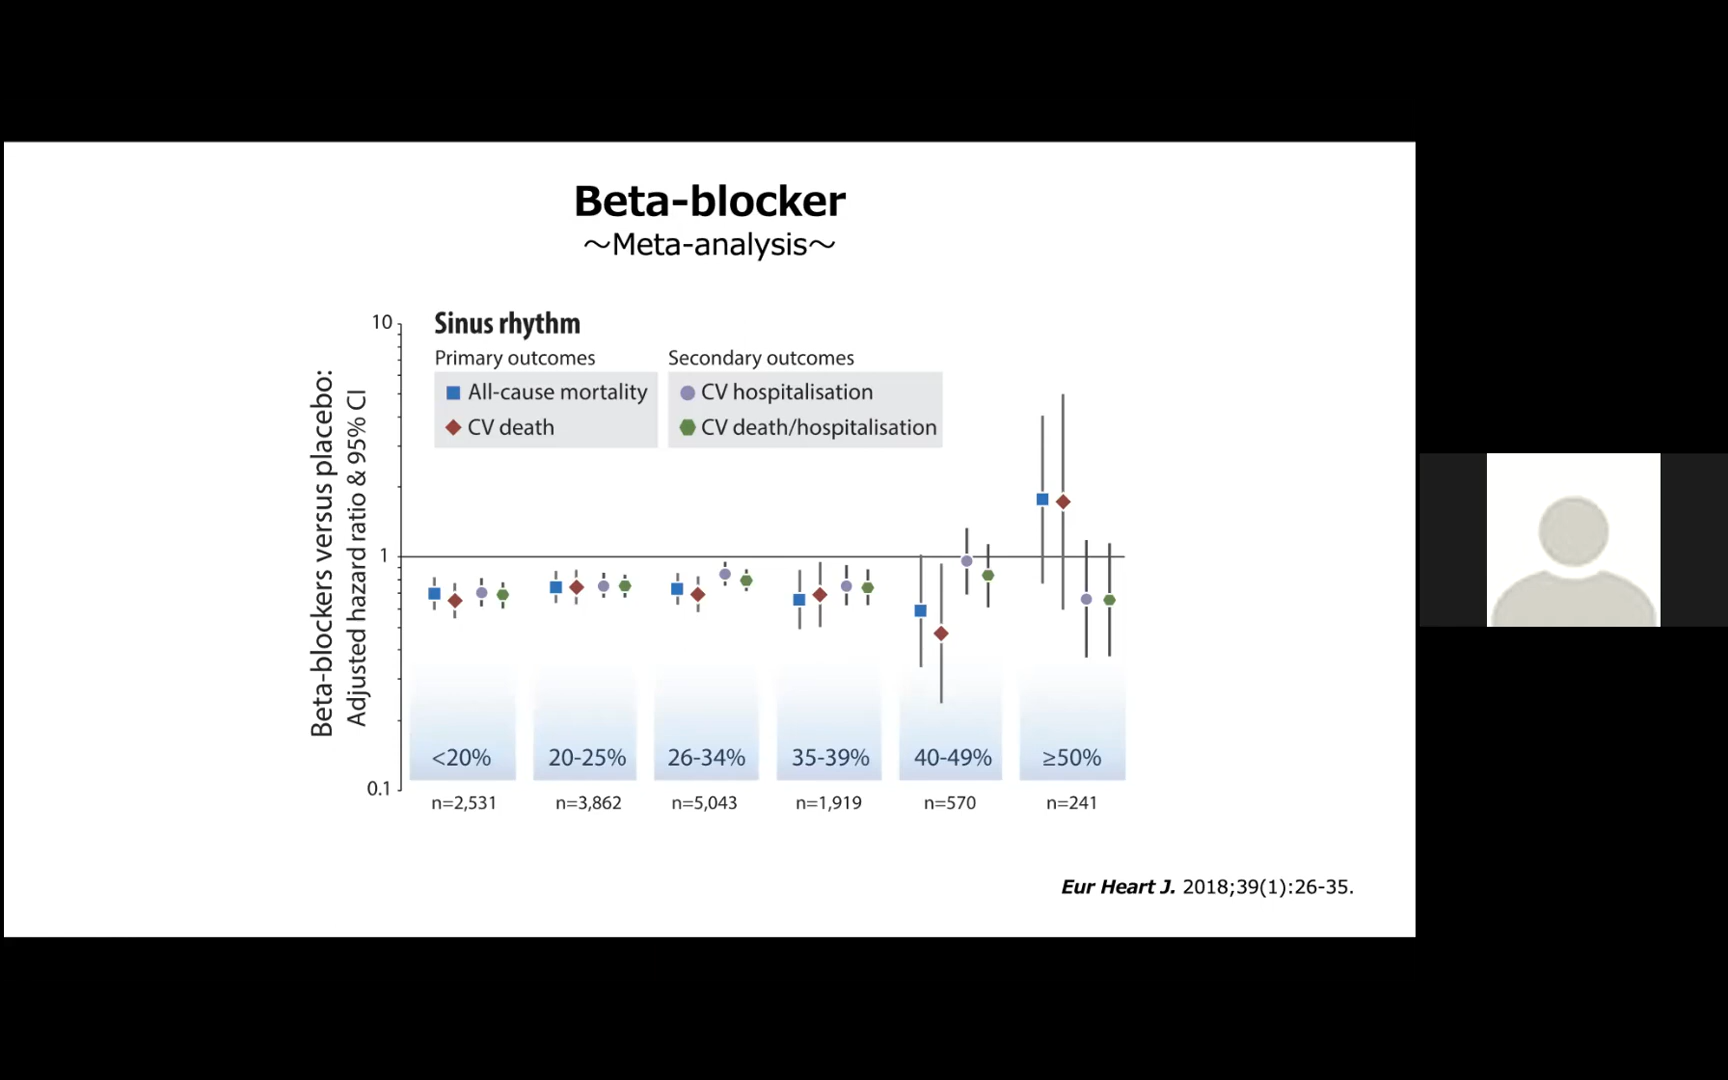 Beta-blocker
～Meta-analysis～
Beta-blockers versus placebo:
Adjusted hazard ratio & 95% CI
10
1
0.1
Sinus rhythm
Primary outcomes
All-cause mortality
CV death
Secondary outcomes
CV hospitalisation
CV death/hospitalisation
<20% 20-25% 26-34% 35-39% 40-49% ≥50%
n=2,531 n=3,862 n=5,043 n=1,919 n=570 n=241
Eur Heart J. 2018;39(1):26-35.